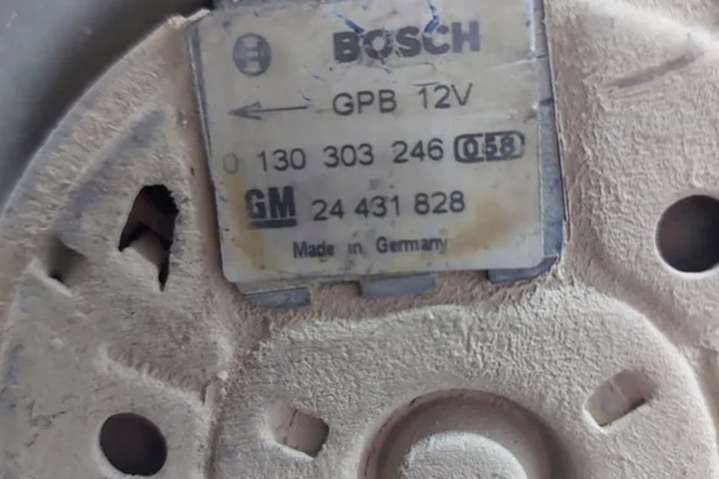 BOSCH
GPB 12V
0 130 303 246 058
GM 24 431 828
Made in Germany